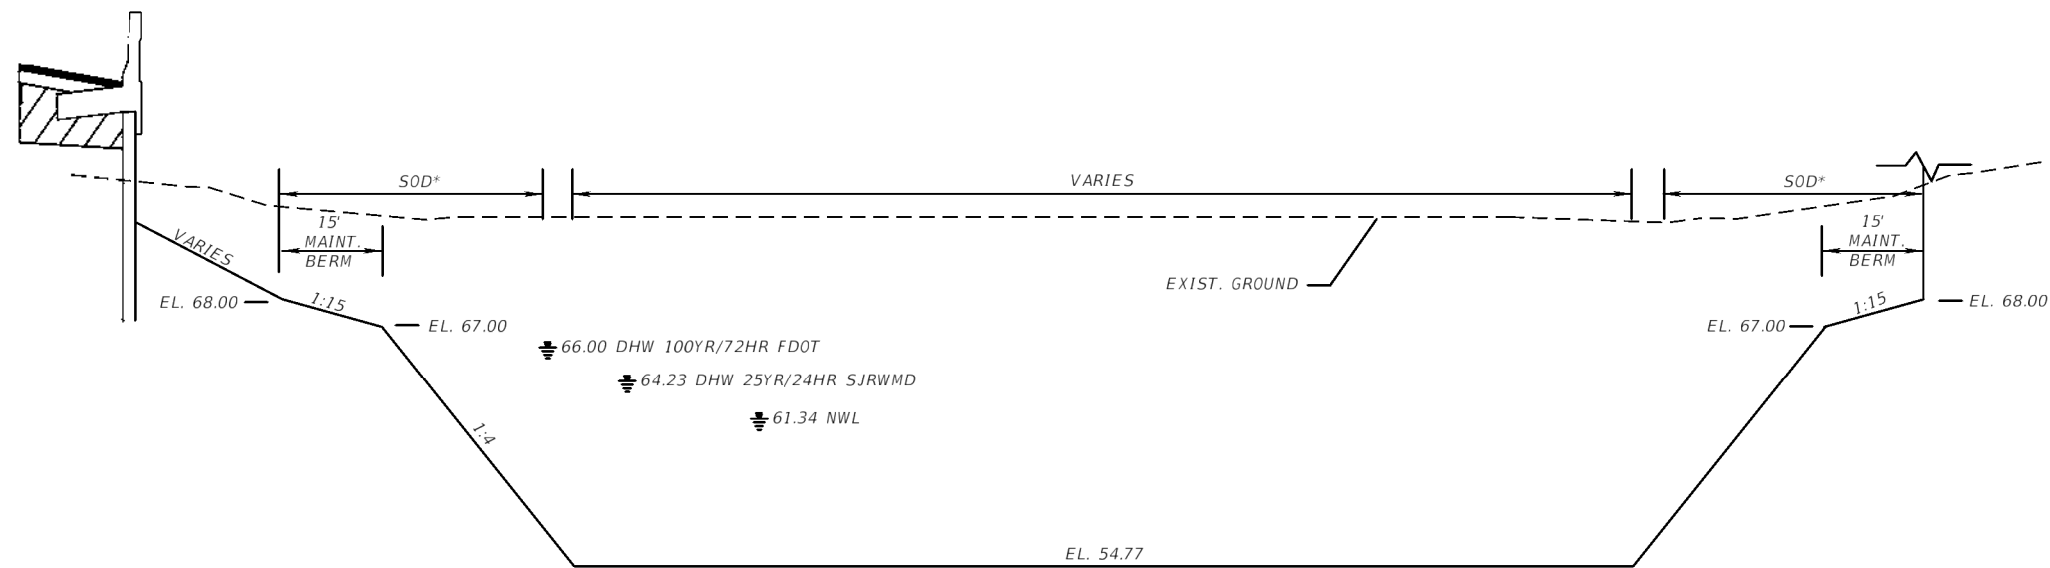 SOD*
VARIES
SOD*
15'
MAINT.
BERM
15'
MAINT.
BERM
VARIES
EXIST. GROUND
EL. 68.00
1:15
1:15
EL. 68.00
EL. 67.00
EL. 67.00
66.00 DHW 100YR/72HR FDOT
64.23 DHW 25YR/24HR SJRWMD
61.34 NWL
1:4
EL. 54.77